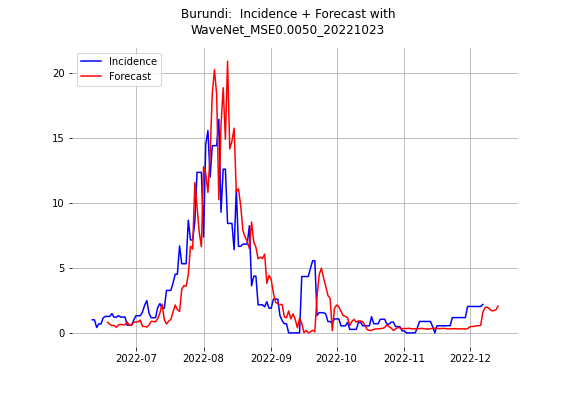 Burundi: Incidence + Forecast with
WaveNet_MSE0.0050_20221023
Incidence
Forecast
20
15
10
5
0
2022-07 2022-08 2022-09 2022-10 2022-11 2022-12